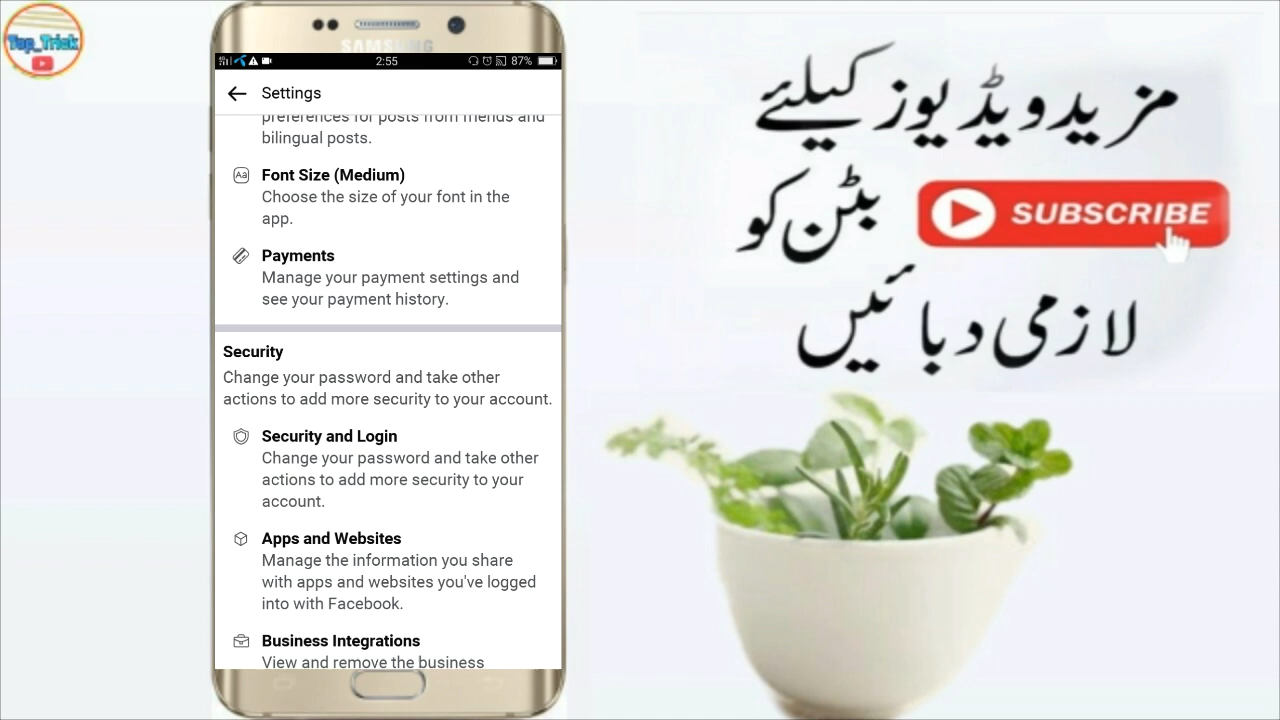 Top_Trick
SAMSUNG
2:55
87%
Settings
preferences for posts from friends and
bilingual posts.
Font Size (Medium)
Choose the size of your font in the
app.
Payments
Manage your payment settings and
see your payment history.
Security
Change your password and take other
actions to add more security to your account.
Security and Login
Change your password and take other
actions to add more security to your
account.
Apps and Websites
Manage the information you share
with apps and websites you've logged
into with Facebook.
Business Integrations
View and remove the business
مزید ویڈیوز کیلئے
SUBSCRIBE بٹن کو
لازمی دبائیں